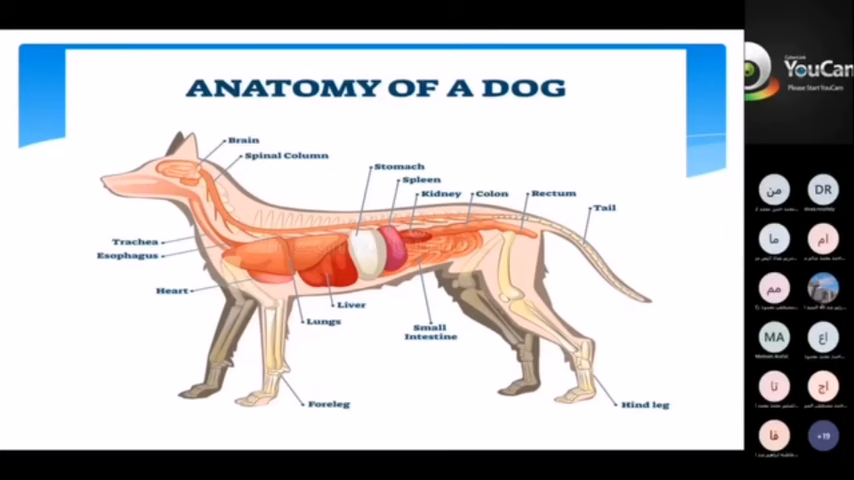 ANATOMY OF A DOG
Brain
Spinal Column
Stomach
Spleen
Kidney
Colon
Rectum
Tail
Trachea
Esophagus
Heart
Liver
Lungs
Small
Intestine
Foreleg
Hind leg
CyberLink
YouCam
Please Start YouCam
من
DR
ما
ام
مم
MA
اع
تا
اج
فا
+19